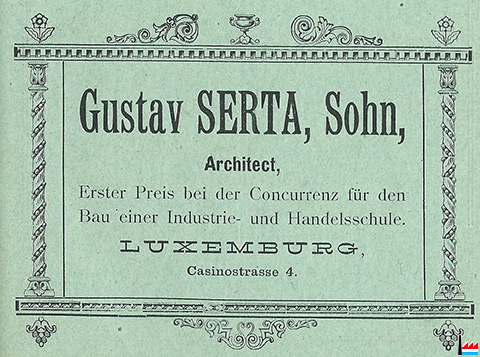 Gustav SERTA, Sohn,
Architect,
Erster Preis bei der Concurrenz für den
Bau einer Industrie- und Handelsschule.
LUXEMBURG,
Casinostrasse 4.